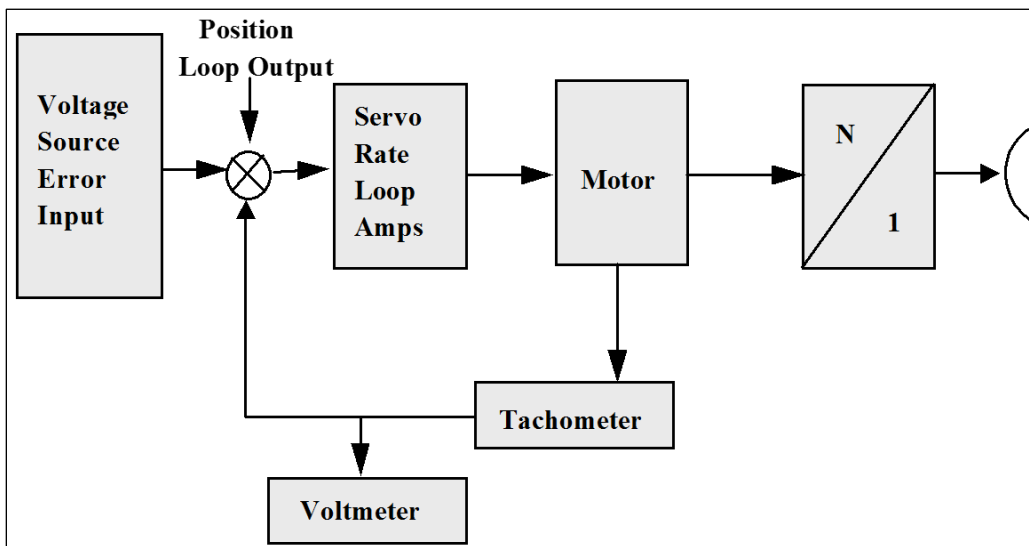 Position
Loop Output
Voltage
Source
Error
Input
Servo
Rate
Loop
Amps
Motor
N
1
Tachometer
Voltmeter